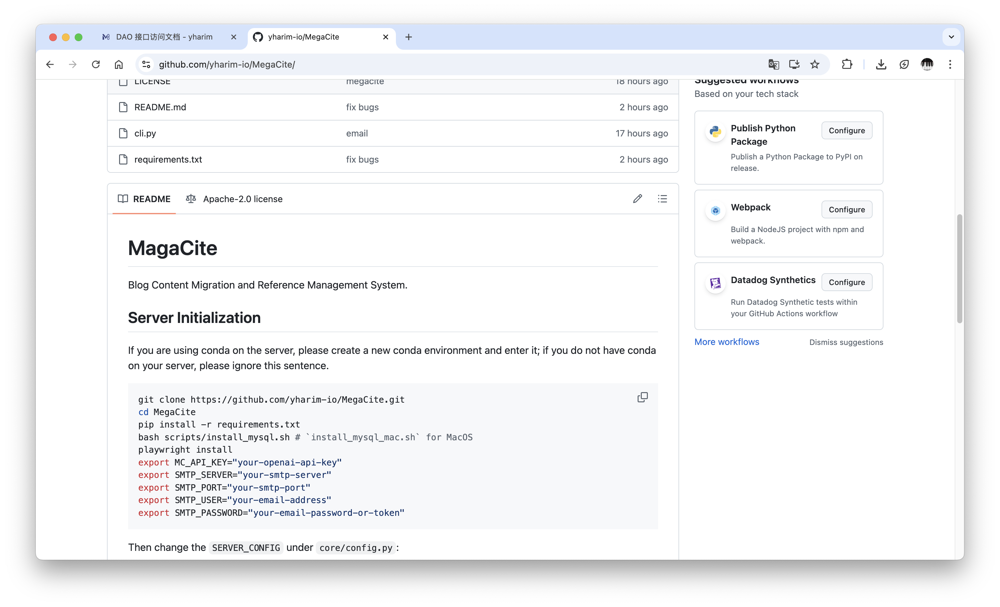 DAO 接口访问文档 - yharim
yharim-io/MegaCite
github.com/yharim-io/MegaCite/
LICENSE megacite 18 hours ago
README.md fix bugs 2 hours ago
cli.py email 17 hours ago
requirements.txt fix bugs 2 hours ago
README Apache-2.0 license
MagaCite
Blog Content Migration and Reference Management System.
Server Initialization
If you are using conda on the server, please create a new conda environment and enter it; if you do not have conda
on your server, please ignore this sentence.
git clone https://github.com/yharim-io/MegaCite.git
cd MegaCite
pip install -r requirements.txt
bash scripts/install_mysql.sh # `install_mysql_mac.sh` for MacOS
playwright install
export MC_API_KEY="your-openai-api-key"
export SMTP_SERVER="your-smtp-server"
export SMTP_PORT="your-smtp-port"
export SMTP_USER="your-email-address"
export SMTP_PASSWORD="your-email-password-or-token"
Then change the SERVER_CONFIG under core/config.py :
Suggested workflows
Based on your tech stack
Publish Python
Package
Configure
Publish a Python Package to PyPI on
release.
Webpack
Configure
Build a NodeJS project with npm and
webpack.
Datadog Synthetics
Configure
Run Datadog Synthetic tests within
your GitHub Actions workflow
More workflows
Dismiss suggestions